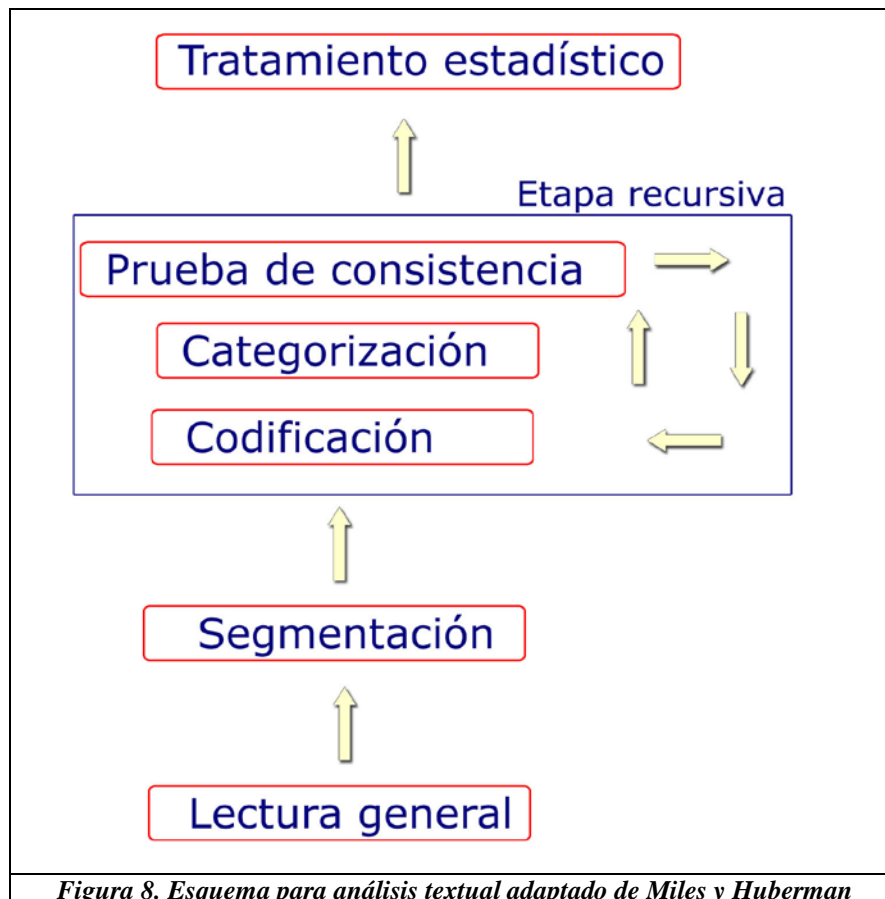 Tratamiento estadístico
Etapa recursiva
Prueba de consistencia
Categorización
Codificación
Segmentación
Lectura general
Figura 8. Esquema para análisis textual adaptado de Miles y Huberman